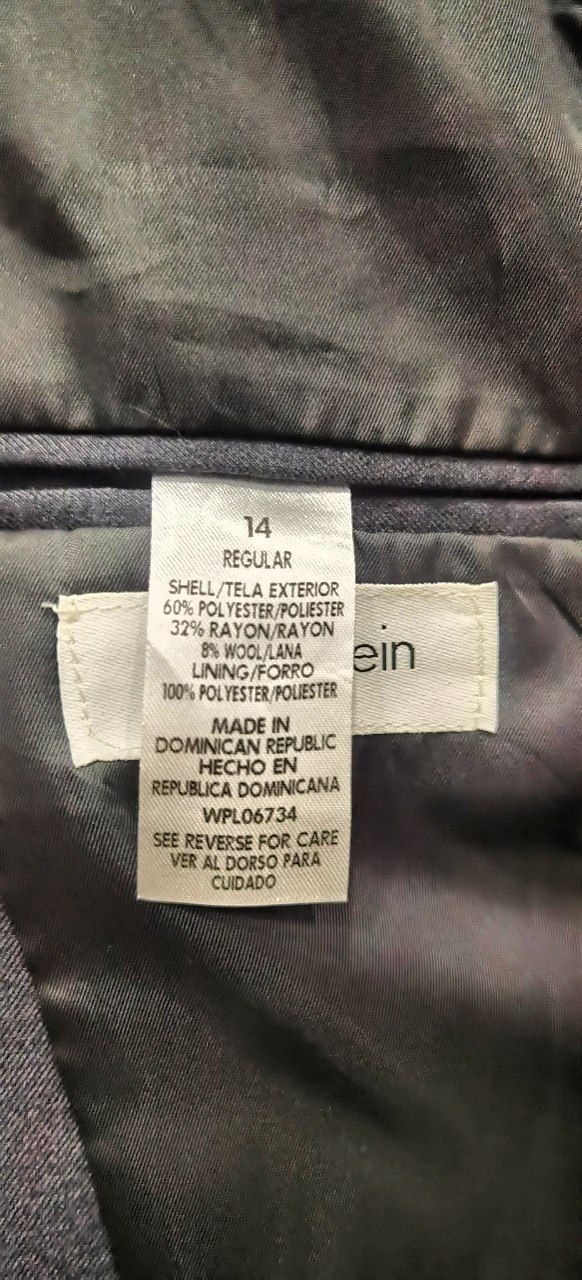 14
REGULAR
SHELL/TELA EXTERIOR
60% POLYESTER/POLIESTER
32% RAYON/RAYON
8% WOOL/LANA
LINING/FORRO
100% POLYESTER/POLIESTER
MADE IN
DOMINICAN REPUBLIC
HECHO EN
REPUBLICA DOMINICANA
WPL06734
SEE REVERSE FOR CARE
VER AL DORSO PARA
CUIDADO
ein